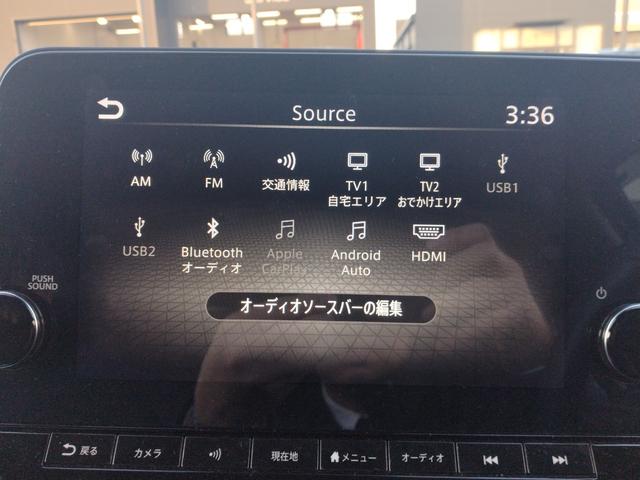 Source
3:36
AM
FM
交通情報
TV1
自宅エリア
TV2
おでかけエリア
USB1
USB2
Bluetooth
オーディオ
Apple
CarPlay
Android
Auto
HDMI
オーディオソースバーの編集
PUSH
SOUND
戻る
カメラ
現在地
メニュー
オーディオ